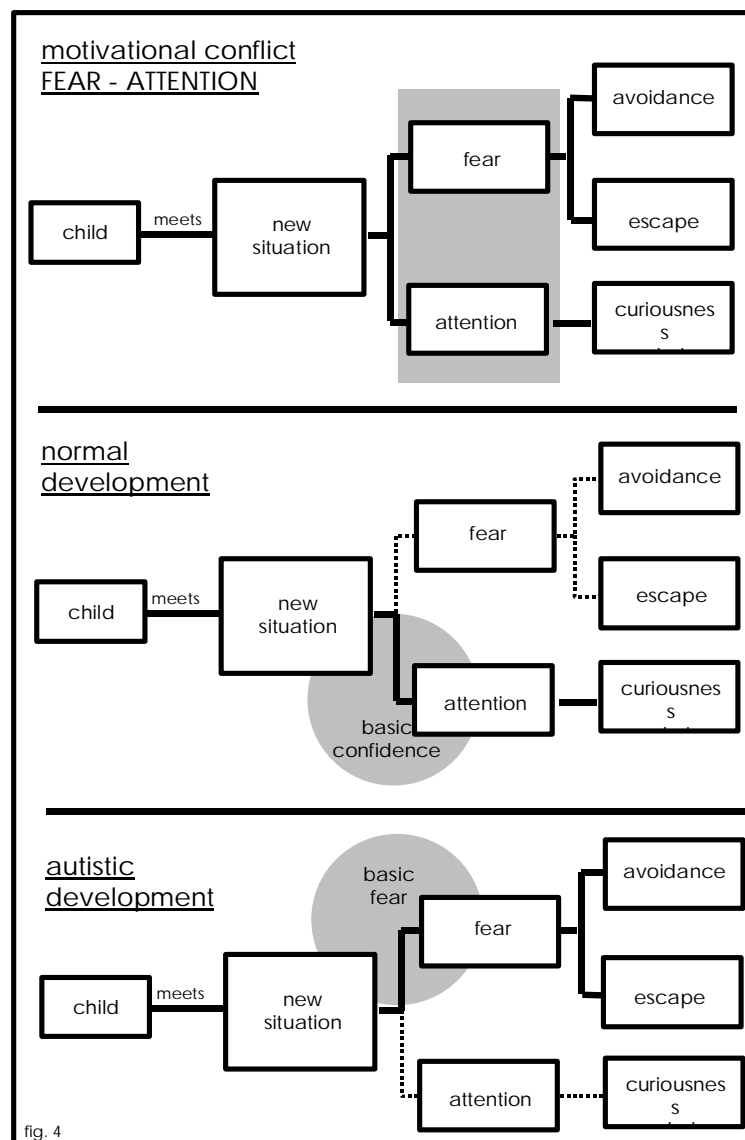 motivational conflict
FEAR - ATTENTION
avoidance
fear
meets
child
new
situation
escape
attention
curiousnes
s
normal
development
avoidance
fear
meets
child
new
situation
escape
attention
curiousnes
s
basic
confidence
autistic
development
basic
fear
avoidance
fear
meets
child
new
situation
escape
attention
curiousnes
s
fig. 4